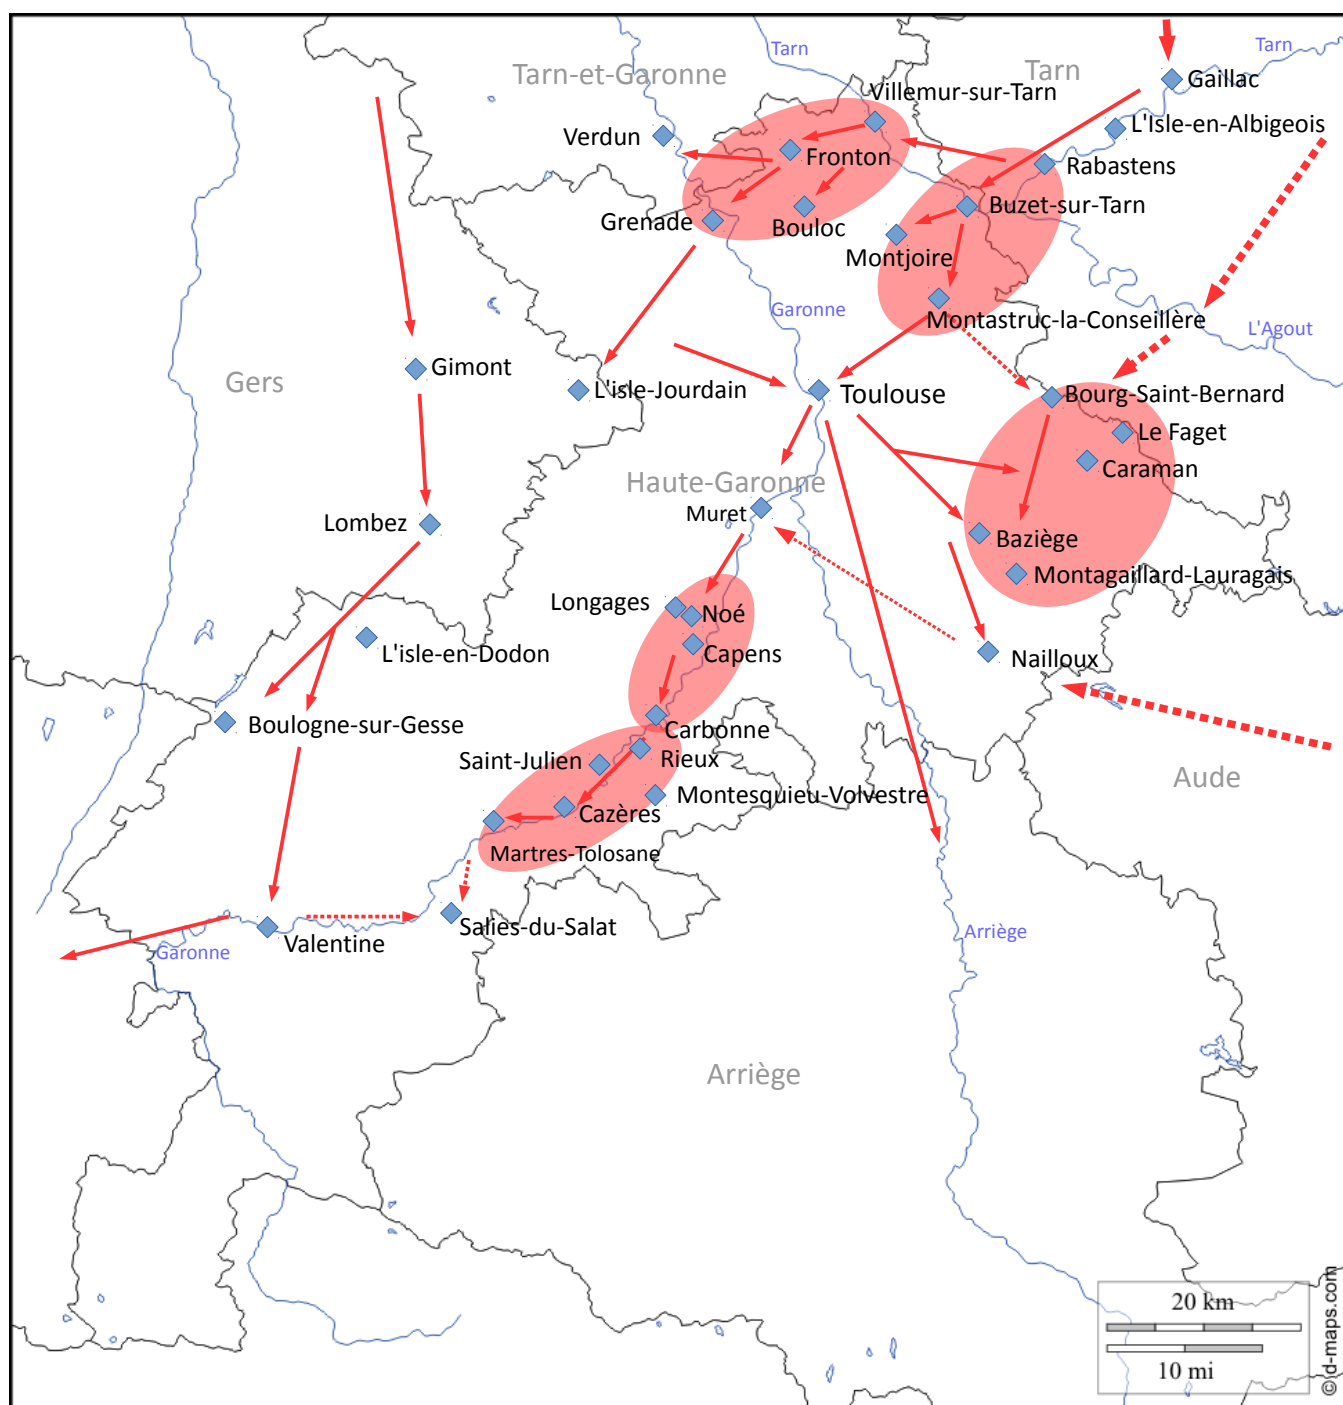 Tarn
Tarn
Tarn-et-Garonne
Tarn
Gaillac
Villemur-sur-Tarn
L'Isle-en-Albigeois
Verdun
Fronton
Rabastens
Grenade
Bouloc
Buzet-sur-Tarn
Montjoire
Garonne
Montastruc-la-Conseillère
L'Agout
Gimont
Gers
L'isle-Jourdain
Toulouse
Bourg-Saint-Bernard
Le Faget
Caraman
Haute-Garonne
Lombez
Muret
Baziège
Montagaillard-Lauragais
Longages
Noé
L'isle-en-Dodon
Capens
Nailloux
Boulogne-sur-Gesse
Carbonne
Saint-Julien
Rieux
Aude
Montesquieu-Volvestre
Cazères
Martres-Tolosane
Salies-du-Salat
Valentine
Garonne
Arriège
Arriège
20 km
10 mi
© d-maps.com